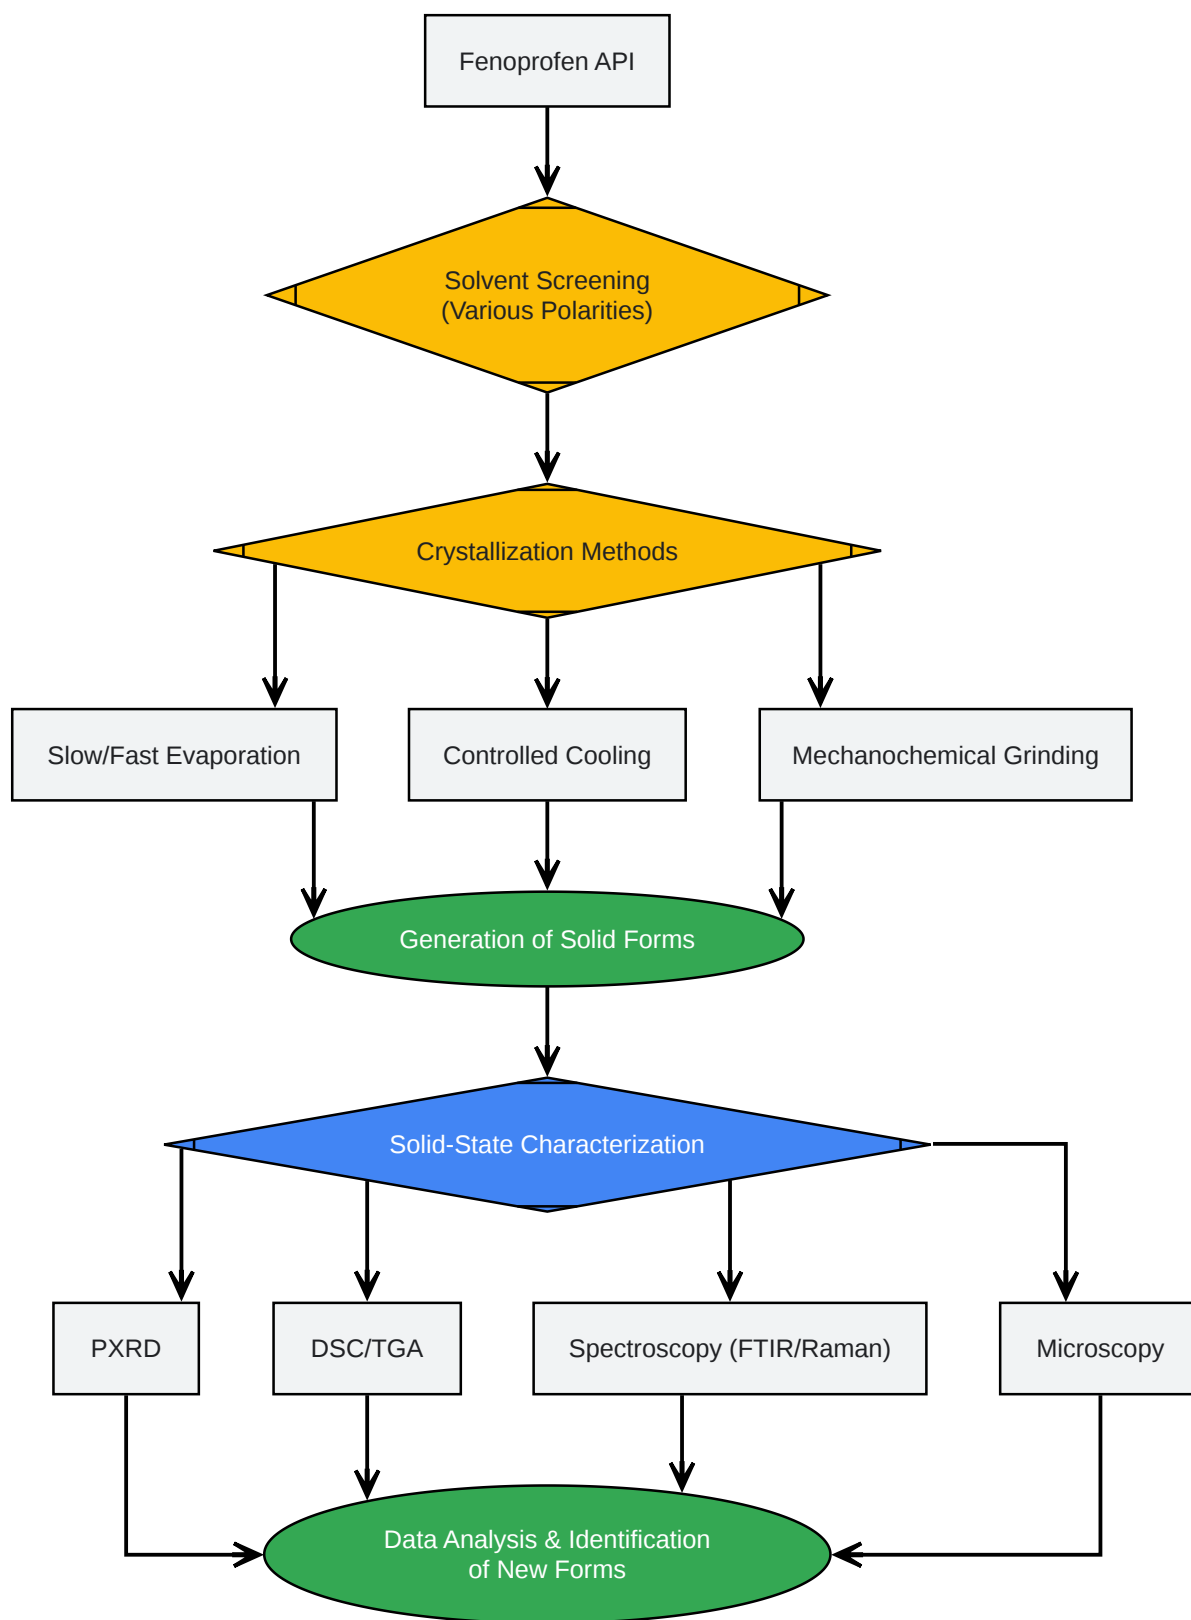 Fenoprofen API
Solvent Screening
(Various Polarities)
Crystallization Methods
Slow/Fast Evaporation
Controlled Cooling
Mechanochemical Grinding
Generation of Solid Forms
Solid-State Characterization
PXRD
DSC/TGA
Spectroscopy (FTIR/Raman)
Microscopy
Data Analysis & Identification
of New Forms